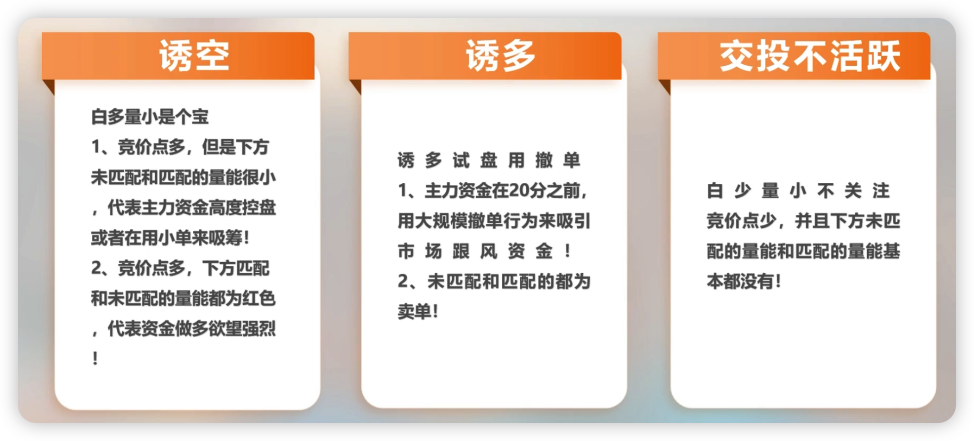 诱空
白多量小是个宝
1、竞价点多，但是下方
未匹配和匹配的量能很小
，代表主力资金高度控盘
或者在用小单来吸筹！
2、竞价点多，下方匹配
和未匹配的量能都为红色
，代表资金做多欲望强烈
！
诱多
诱多试盘用撤单
1、主力资金在20分之前，
用大规模撤单行为来吸引
市场跟风资金！
2、未匹配和匹配的都为
卖单！
交投不活跃
白少量小不关注
竞价点少，并且下方未匹
配的量能和匹配的量能基
本都没有！